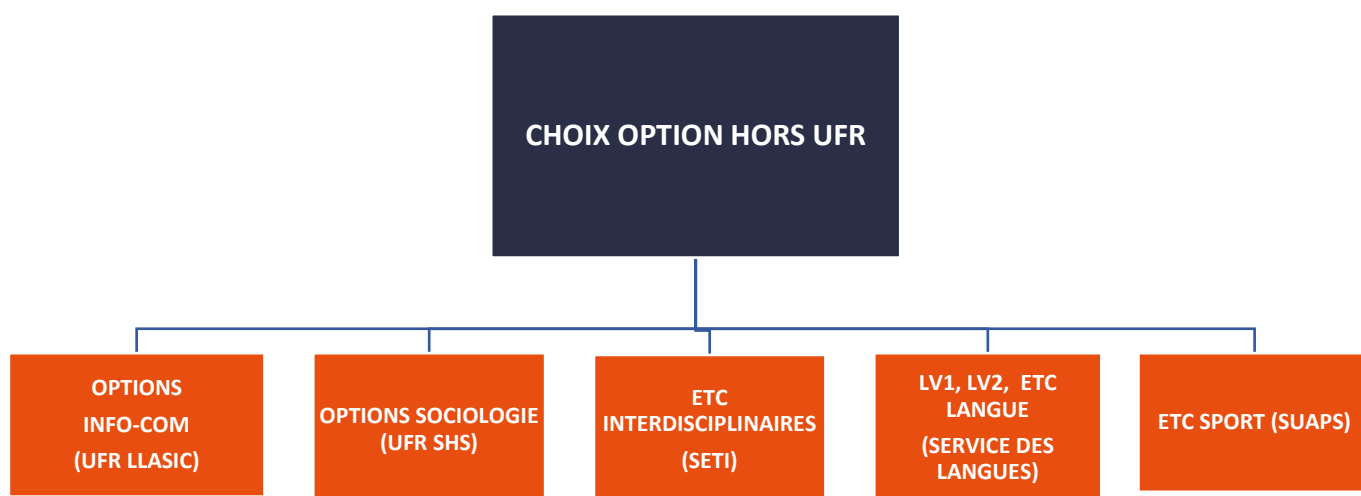 CHOIX OPTION HORS UFR
OPTIONS
INFO-COM
(UFR LLASIC)
OPTIONS SOCIOLOGIE
(UFR SHS)
ETC
INTERDISCIPLINAIRES
(SETI)
LV1, LV2, ETC
LANGUE
(SERVICE DES
LANGUES)
ETC SPORT (SUAPS)